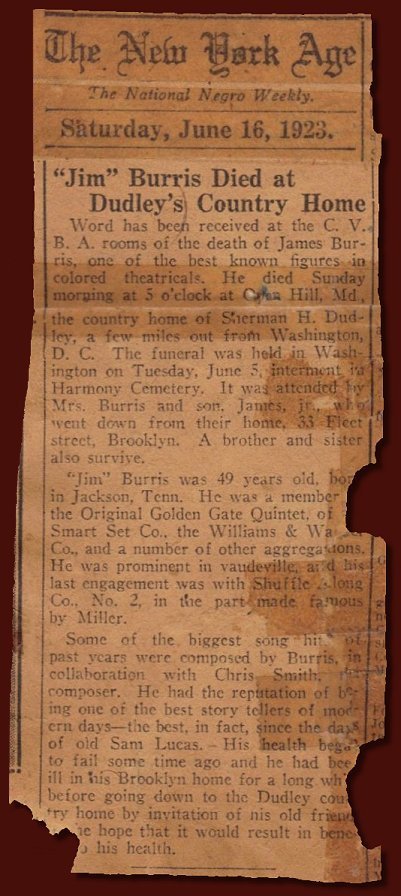 The New York Age
The National Negro Weekly.
Saturday, June 16, 1923.
"Jim" Burris Died at
Dudley's Country Home
Word has been received at the C. V.
B. A. rooms of the death of James Bur-
ris, one of the best known figures in
colored theatricals. He died Sunday
morning at 5 o'clock at Hill, Md.,
the country home of Sherman H. Dud-
ley, a few miles out from Washington,
D. C. The funeral was held in Wash-
ington on Tuesday, June 5, interment in
Harmony Cemetery. It was attended by
Mrs. Burris and son, James, jr., who
went down from their home, 33 Fleet
street, Brooklyn. A brother and sister
also survive.
"Jim" Burris was 49 years old, born
in Jackson, Tenn. He was a member
the Original Golden Gate Quintet, of
Smart Set Co., the Williams & Wa
Co., and a number of other aggregations.
He was prominent in vaudeville, and his
last engagement was with Shuffle Along
Co., No. 2, in the part made famous
by Miller.
Some of the biggest song hits of
past years were composed by Burris, in
collaboration with Chris Smith, the
composer. He had the reputation of be-
ing one of the best story tellers of mod-
ern days—the best, in fact, since the days
of old Sam Lucas. His health began
to fail some time ago and he had bee
ill in his Brooklyn home for a long wh
before going down to the Dudley coun
try home by invitation of his old friend
he hope that it would result in bene
o his health.